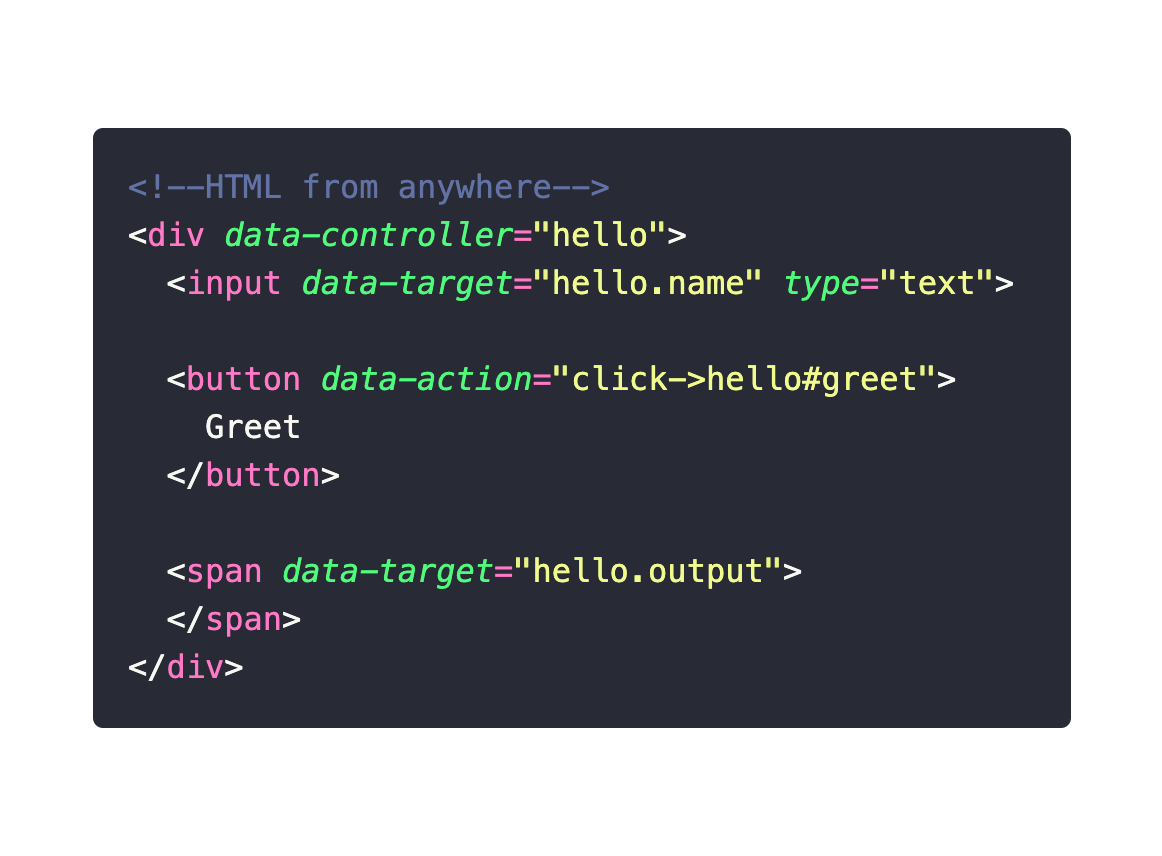 <!--HTML from anywhere-->
<div data-controller="hello">
  <input data-target="hello.name" type="text">

  <button data-action="click->hello#greet">
    Greet
  </button>

  <span data-target="hello.output">
  </span>
</div>